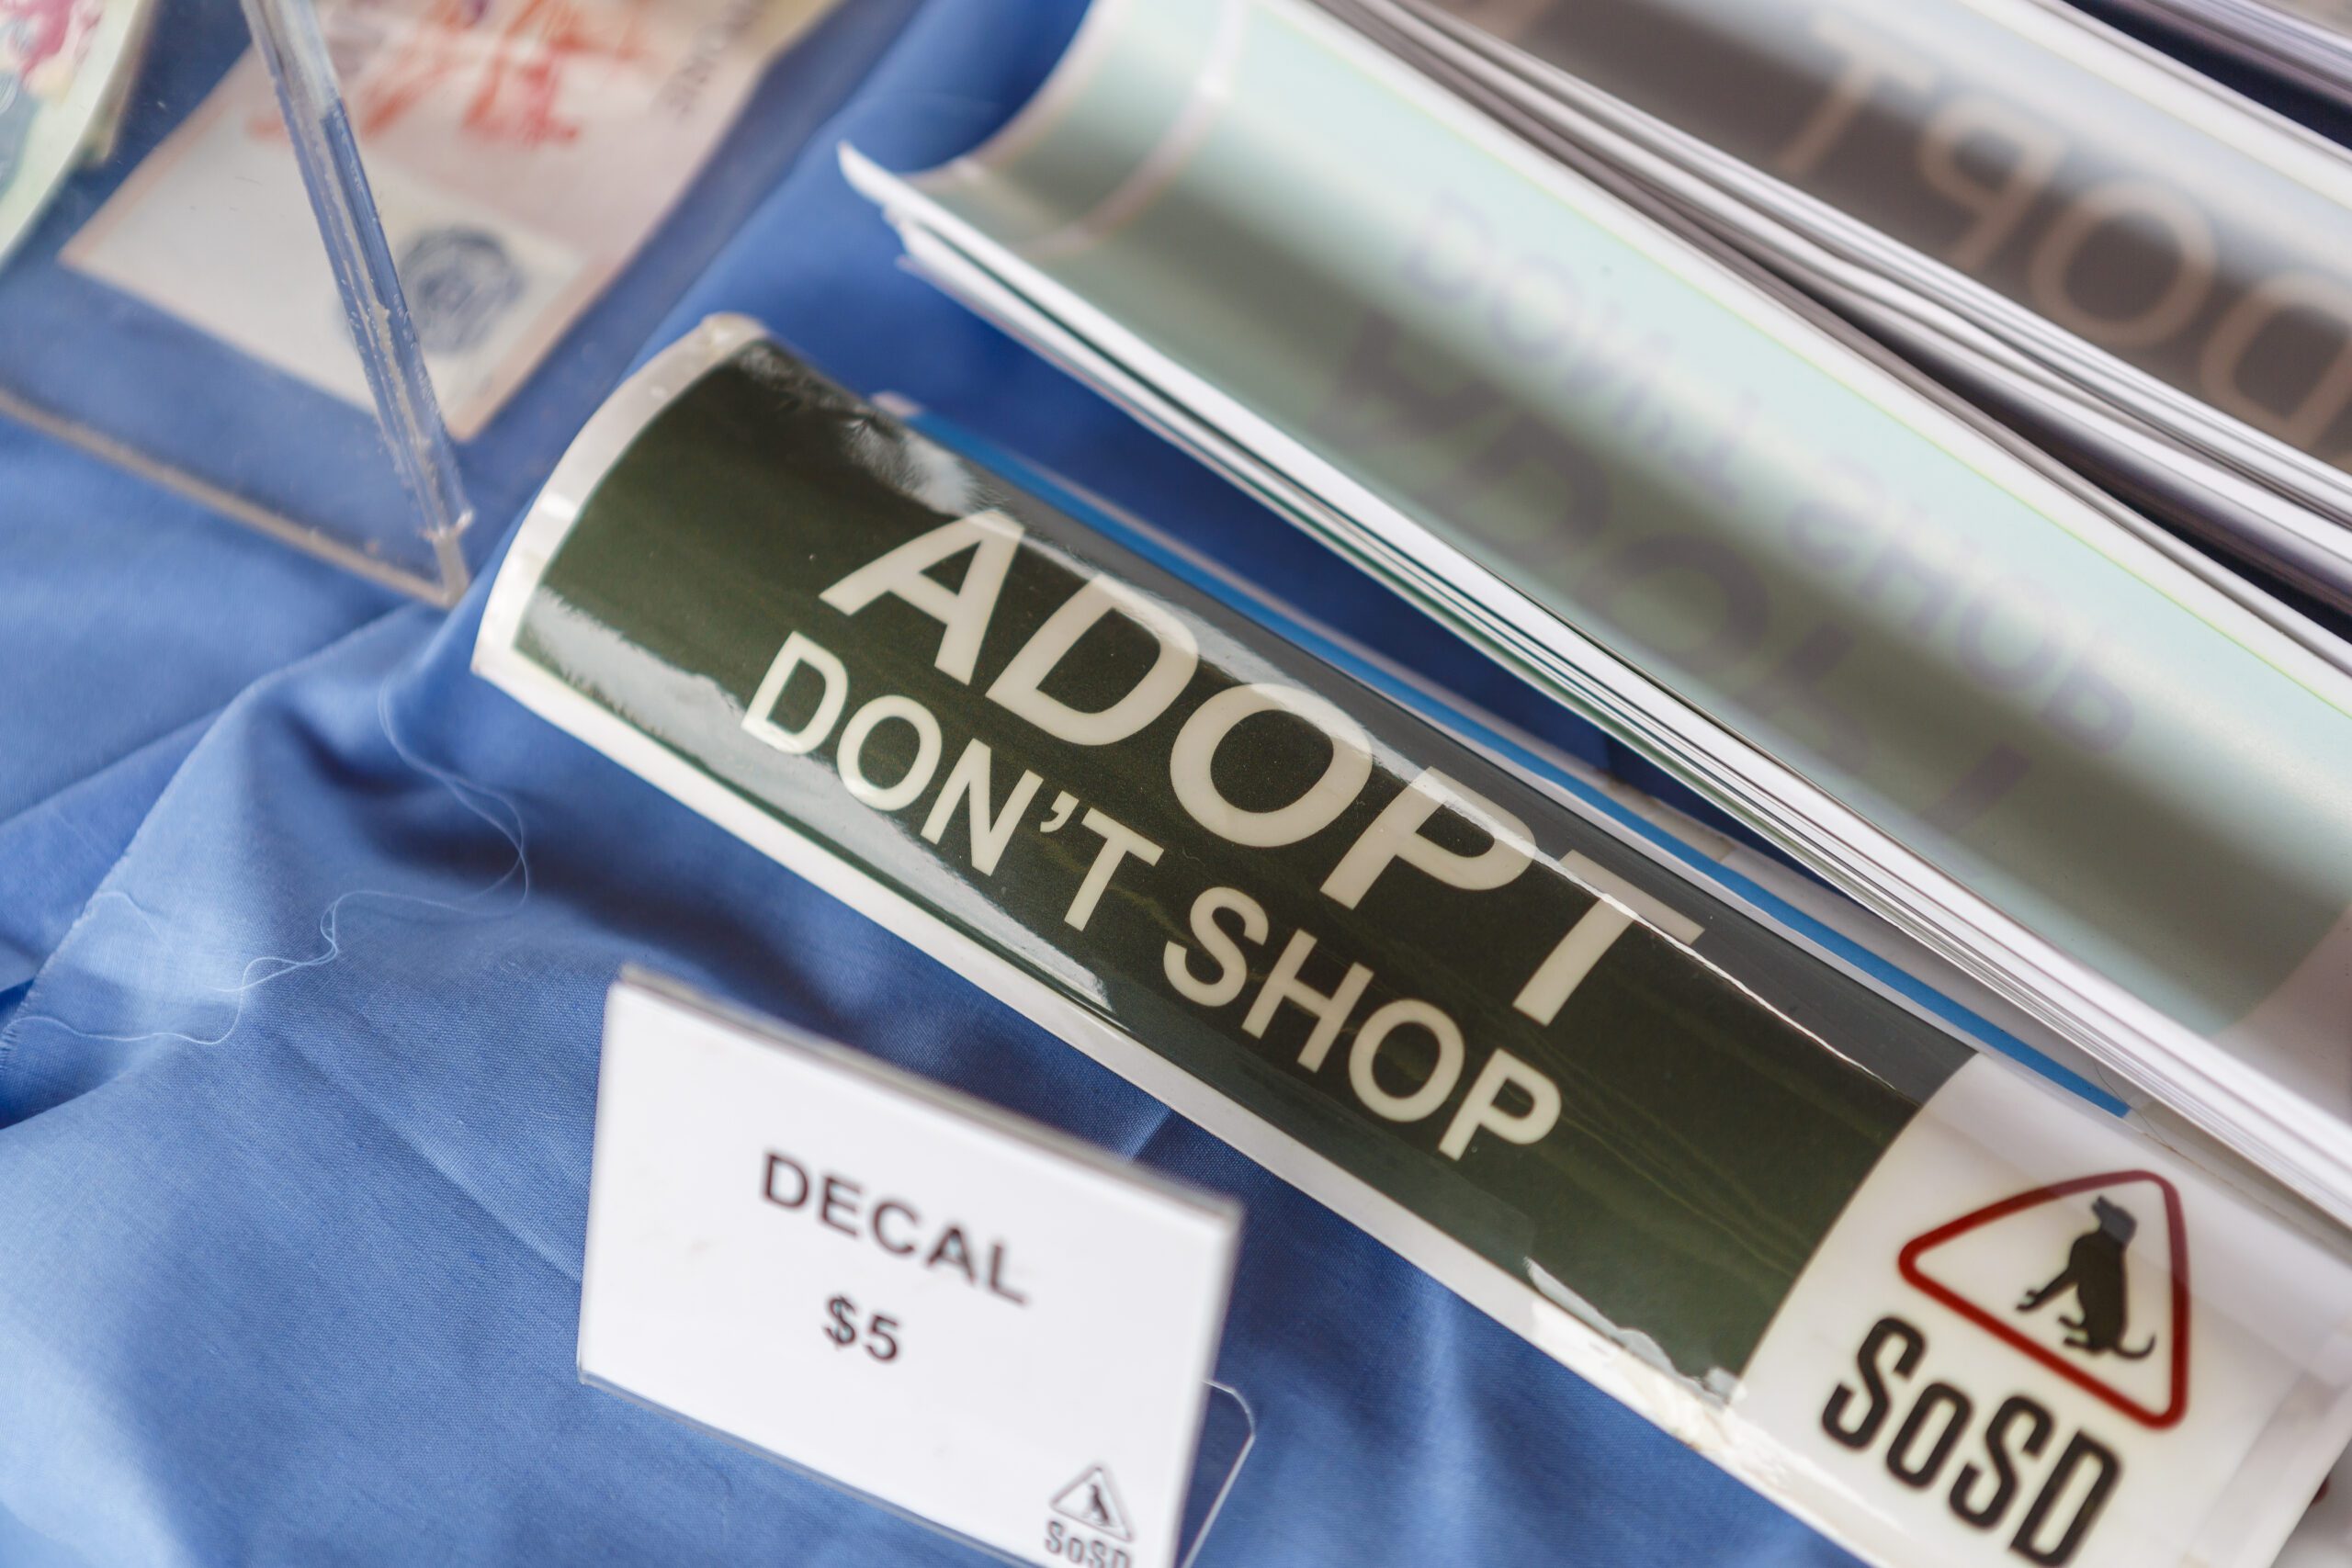 ADOPT
DON'T SHOP
SoSD
DECAL
$5
SoSD